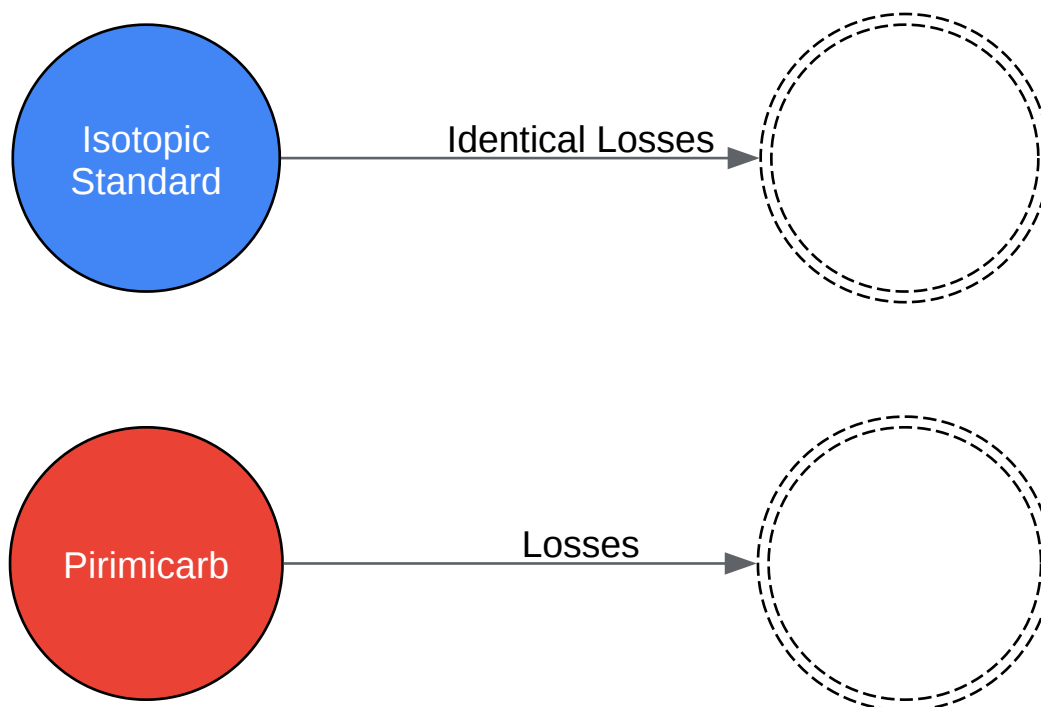 Isotopic
Standard
Identical Losses
Pirimicarb
Losses